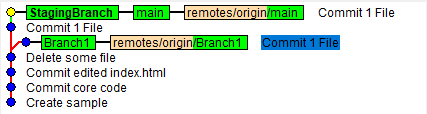 StagingBranch main remotes/origin/main Commit 1 File
Commit 1 File
Branch1 remotes/origin/Branch1 Commit 1 File
Delete some file
Commit edited index.html
Commit core code
Create sample